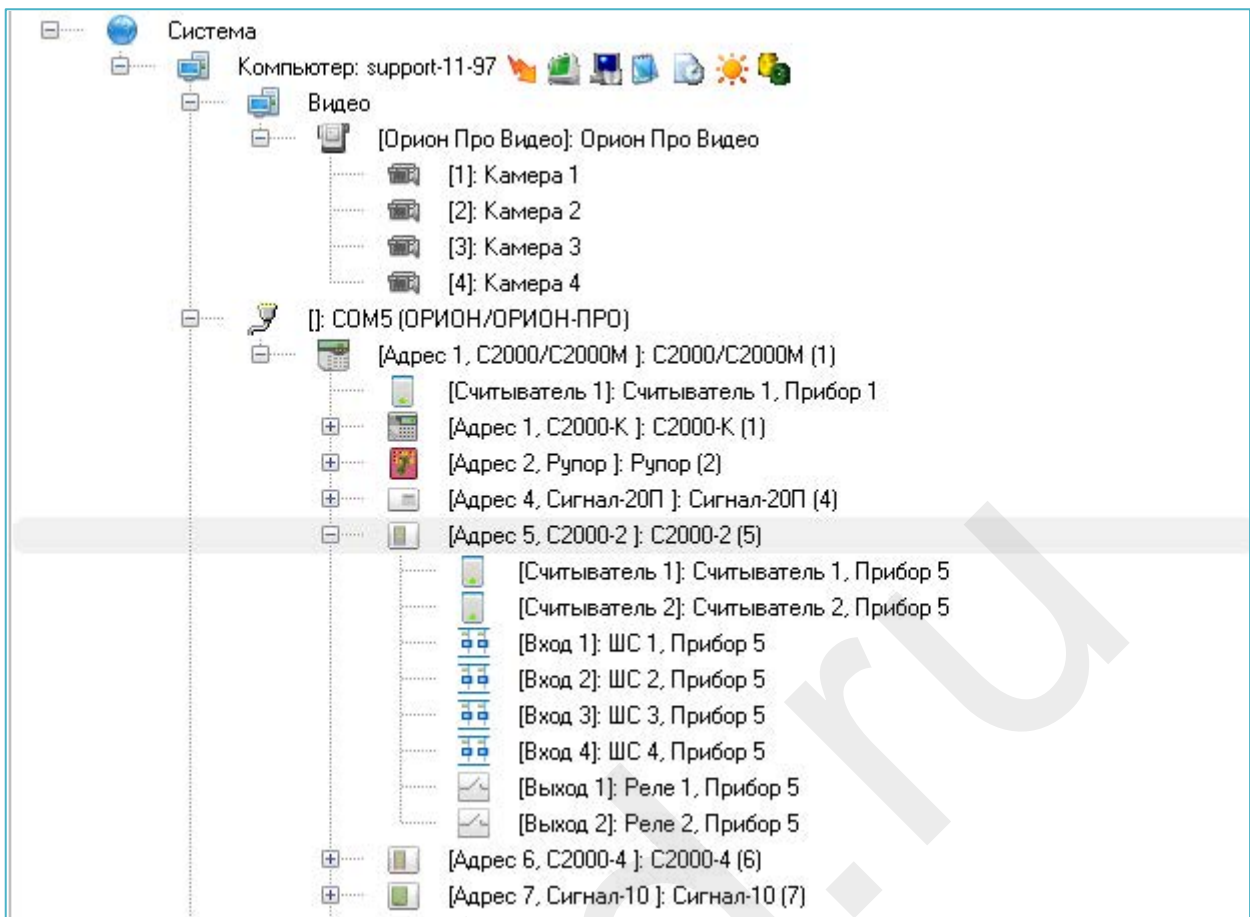 Система
Компьютер: support-11-97
Видео
[Орион Про Видео]: Орион Про Видео
[1]: Камера 1
[2]: Камера 2
[3]: Камера 3
[4]: Камера 4
[]: COM5 (ОРИОН/ОРИОН-ПРО)
[Адрес 1, С2000/С2000М ]: С2000/С2000М (1)
[Считыватель 1]: Считыватель 1, Прибор 1
[Адрес 1, С2000-К ]: С2000-К (1)
[Адрес 2, Рупор ]: Рупор (2)
[Адрес 4, Сигнал-20П ]: Сигнал-20П (4)
[Адрес 5, С2000-2 ]: С2000-2 (5)
[Считыватель 1]: Считыватель 1, Прибор 5
[Считыватель 2]: Считыватель 2, Прибор 5
[Вход 1]: ШС 1, Прибор 5
[Вход 2]: ШС 2, Прибор 5
[Вход 3]: ШС 3, Прибор 5
[Вход 4]: ШС 4, Прибор 5
[Выход 1]: Реле 1, Прибор 5
[Выход 2]: Реле 2, Прибор 5
[Адрес 6, С2000-4 ]: С2000-4 (6)
[Адрес 7, Сигнал-10 ]: Сигнал-10 (7)